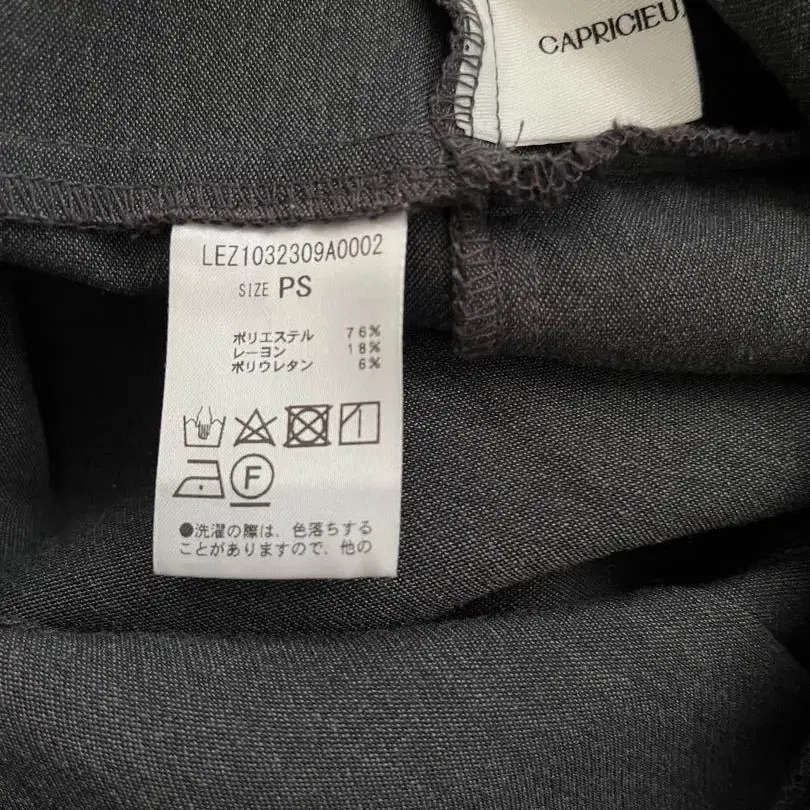 CAPRICIEU
LEZ1032309A0002
SIZE PS
ポリエステル 76%
レーヨン 18%
ポリウレタン 6%
F
●洗濯の際は、色落ちする
ことがありますので、他の